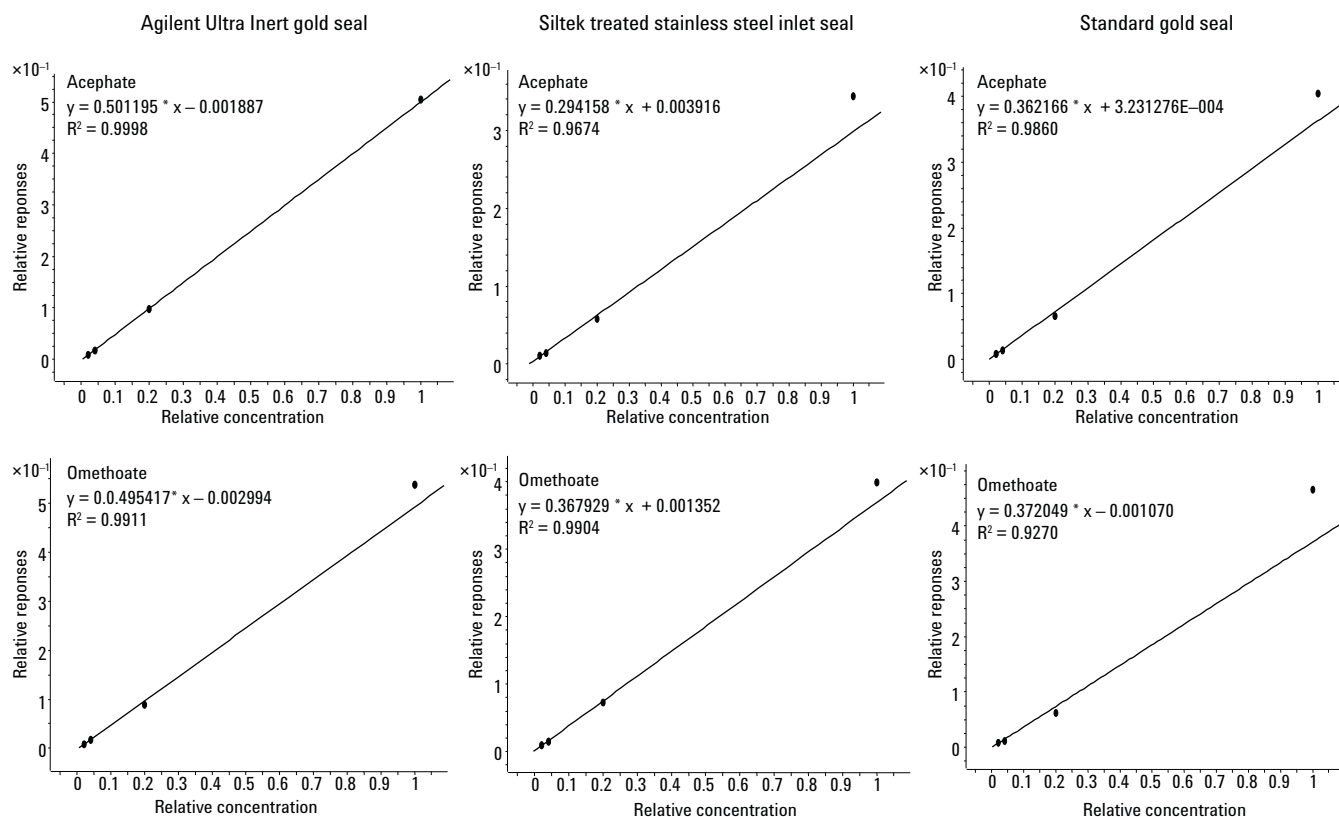 Agilent Ultra Inert gold seal
Siltek treated stainless steel inlet seal
Standard gold seal
×10⁻¹
Acephate
y = 0.501195 * x – 0.001887
R² = 0.9998
5
4
3
2
1
0
Relative reponses
0 0.1 0.2 0.3 0.4 0.5 0.6 0.7 0.8 0.9 1
Relative concentration
×10⁻¹
Acephate
y = 0.294158 * x + 0.003916
R² = 0.9674
3
2
1
0
Relative reponses
0 0.1 0.2 0.3 0.4 0.5 0.6 0.7 0.8 0.9 1
Relative concentration
×10⁻¹
Acephate
y = 0.362166 * x + 3.231276E–004
R² = 0.9860
4
3
2
1
0
Relative reponses
0 0.1 0.2 0.3 0.4 0.5 0.6 0.7 0.8 0.9 1
Relative concentration
×10⁻¹
Omethoate
y = 0.0.495417* x – 0.002994
R² = 0.9911
5
4
3
2
1
0
Relative reponses
0 0.1 0.2 0.3 0.4 0.5 0.6 0.7 0.8 0.9 1
Relative concentration
×10⁻¹
Omethoate
y = 0.367929 * x + 0.001352
R² = 0.9904
4
3
2
1
0
Relative reponses
0 0.1 0.2 0.3 0.4 0.5 0.6 0.7 0.8 0.9 1
Relative concentration
×10⁻¹
Omethoate
y = 0.372049 * x – 0.001070
R² = 0.9270
4
3
2
1
0
Relative reponses
0 0.1 0.2 0.3 0.4 0.5 0.6 0.7 0.8 0.9 1
Relative concentration